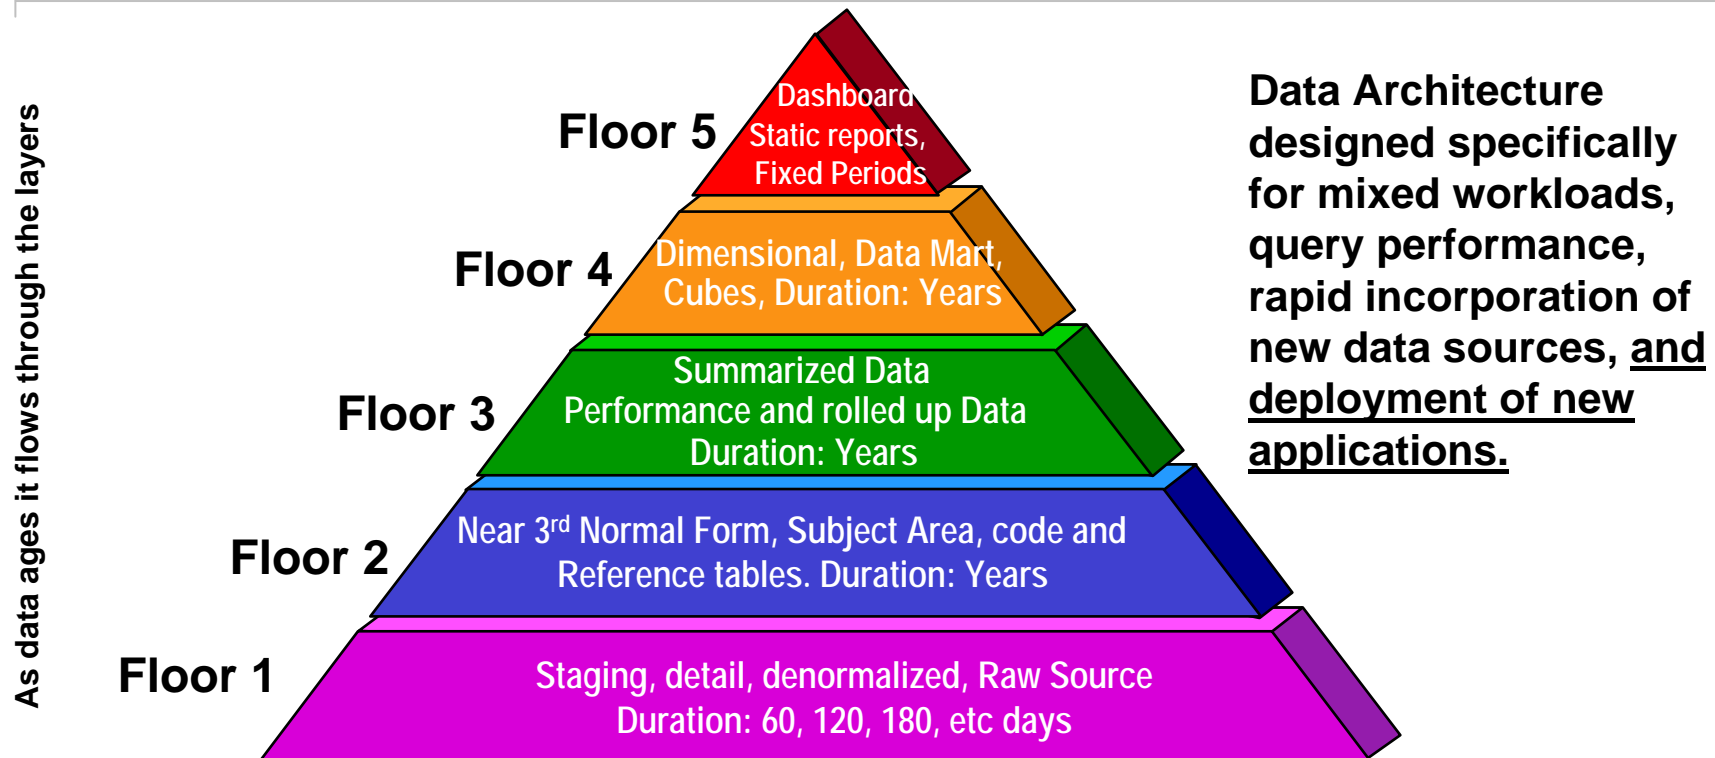 As data ages it flows through the layers
Floor 5
Dashboard
Static reports,
Fixed Periods
Floor 4
Dimensional, Data Mart,
Cubes, Duration: Years
Floor 3
Summarized Data
Performance and rolled up Data
Duration: Years
Floor 2
Near 3rd Normal Form, Subject Area, code and
Reference tables. Duration: Years
Floor 1
Staging, detail, denormalized, Raw Source
Duration: 60, 120, 180, etc days
Data Architecture
designed specifically
for mixed workloads,
query performance,
rapid incorporation of
new data sources, and
deployment of new
applications.